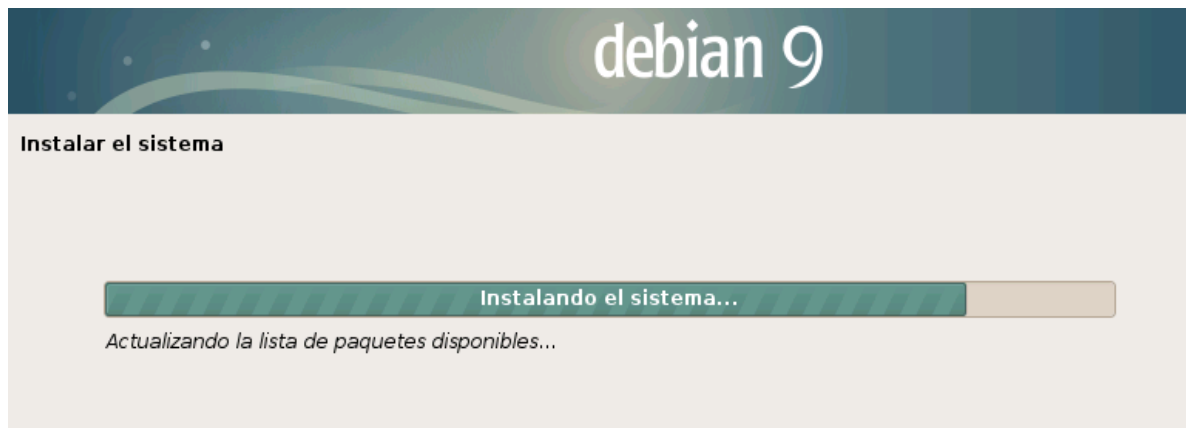 debian 9
Instalar el sistema
Instalando el sistema...
Actualizando la lista de paquetes disponibles...